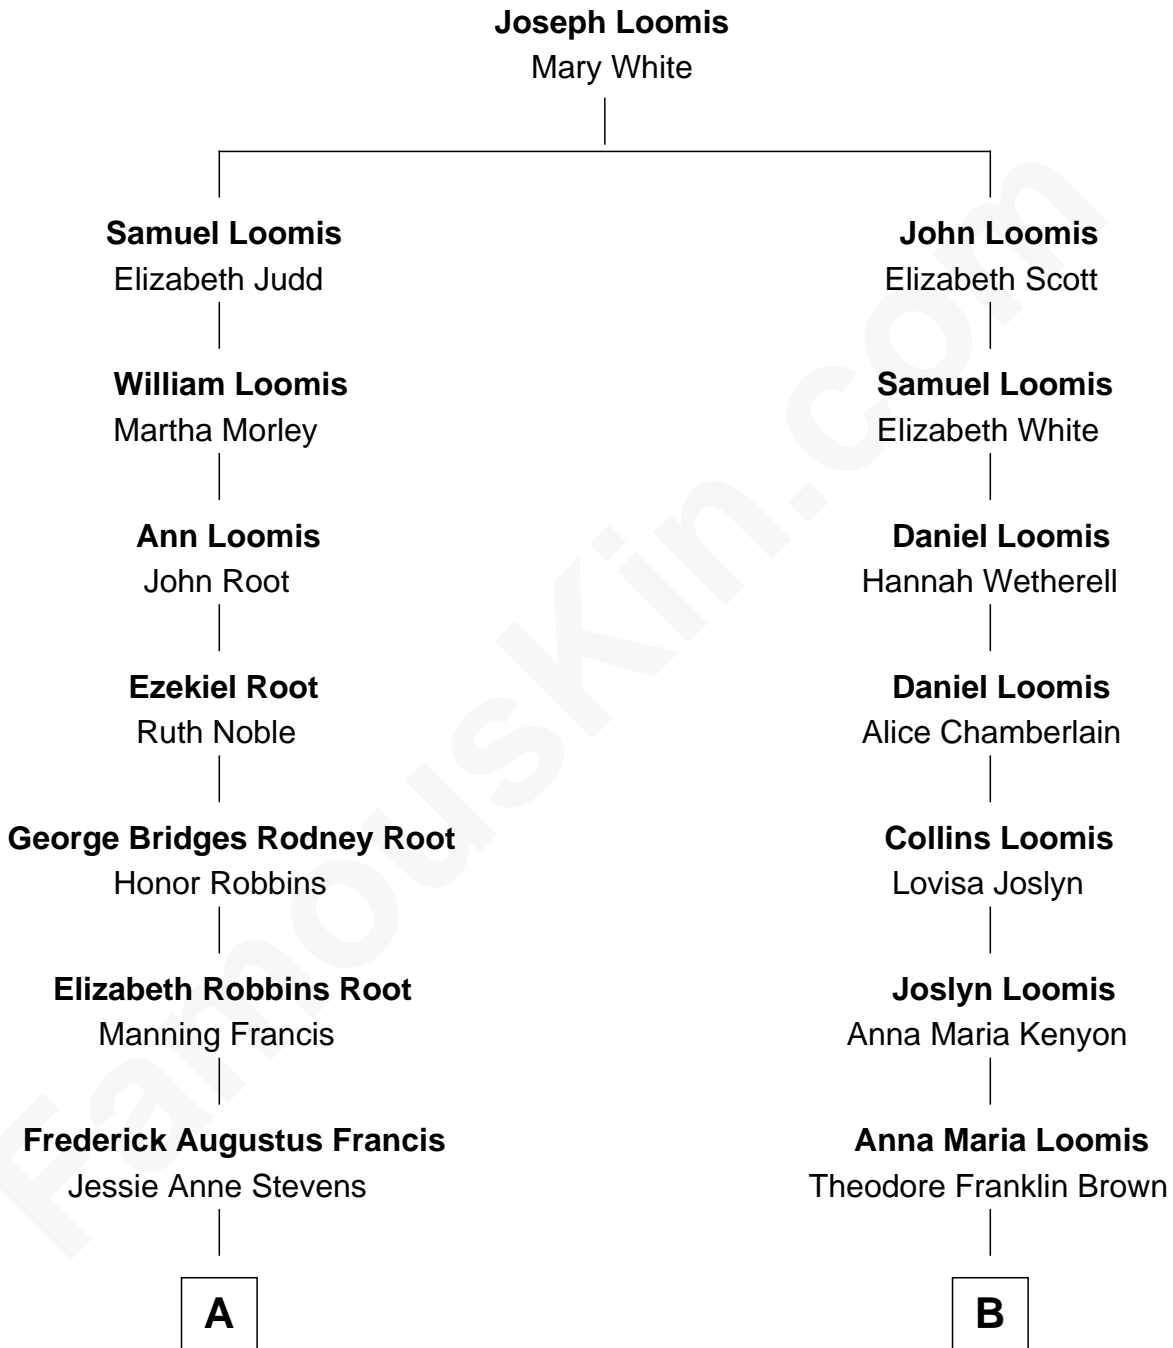 Joseph Loomis
Mary White
Samuel Loomis
Elizabeth Judd
John Loomis
Elizabeth Scott
William Loomis
Martha Morley
Samuel Loomis
Elizabeth White
Ann Loomis
John Root
Daniel Loomis
Hannah Wetherell
Ezekiel Root
Ruth Noble
Daniel Loomis
Alice Chamberlain
George Bridges Rodney Root
Honor Robbins
Collins Loomis
Lovisa Joslyn
Elizabeth Robbins Root
Manning Francis
Joslyn Loomis
Anna Maria Kenyon
Frederick Augustus Francis
Jessie Anne Stevens
Anna Maria Loomis
Theodore Franklin Brown
A
B
FamousKin.com